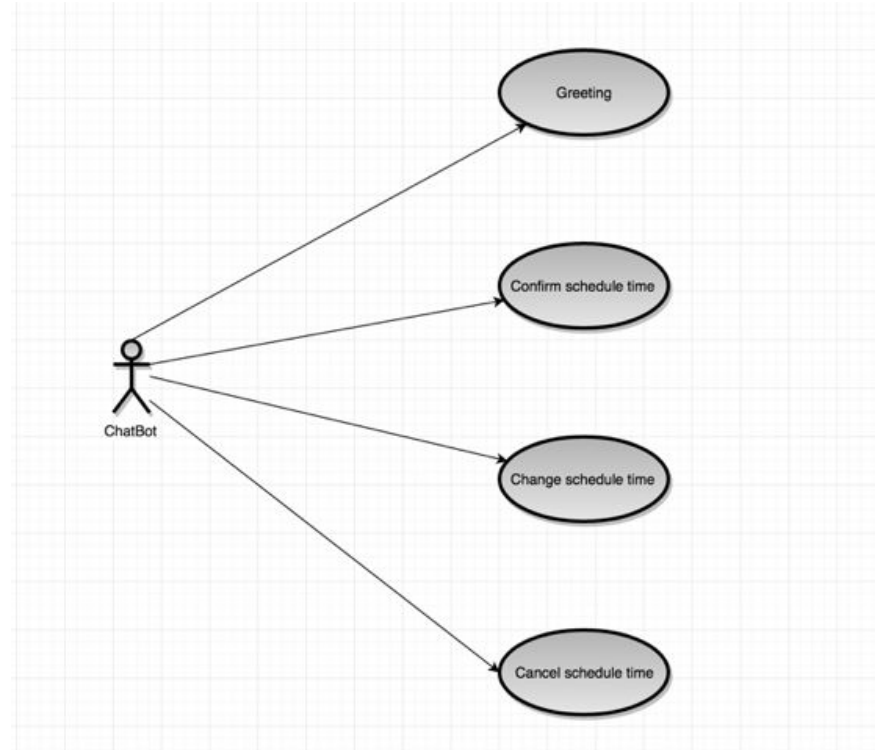 Greeting
Confirm schedule time
ChatBot
Change schedule time
Cancel schedule time